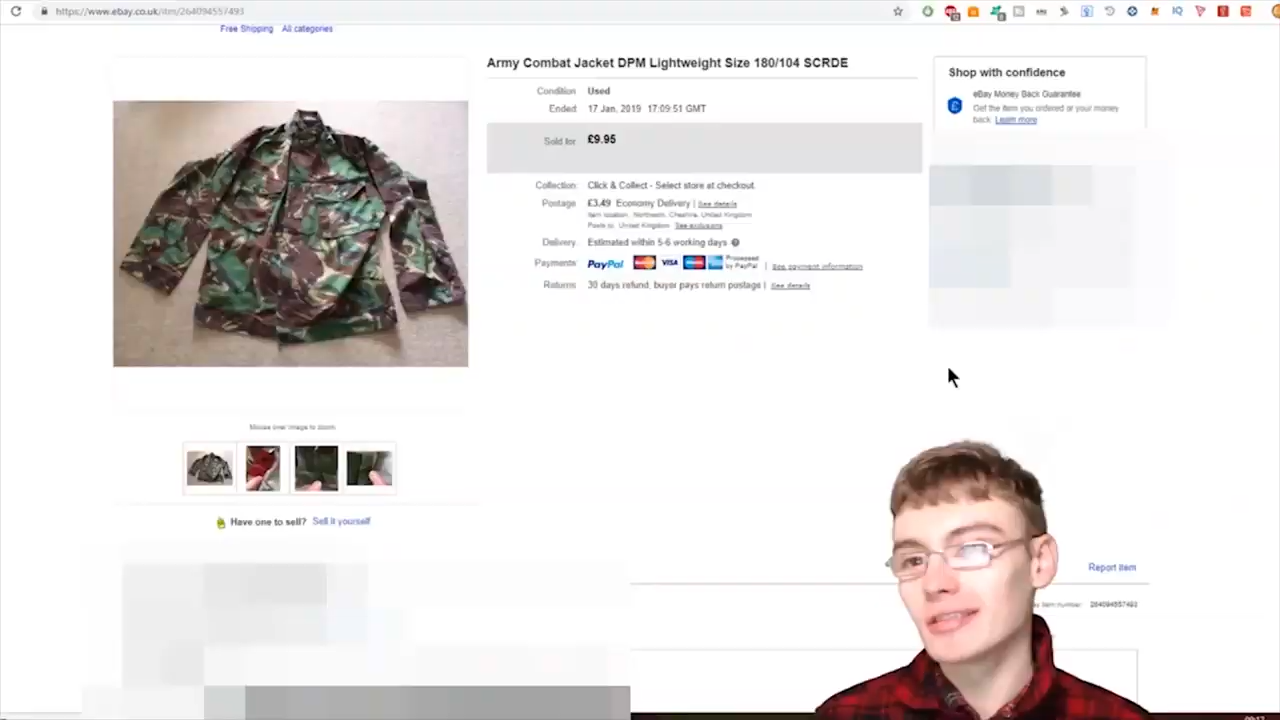 https://www.ebay.co.uk/itm/264094557493
Free Shipping All categories
Army Combat Jacket DPM Lightweight Size 180/104 SCRDE
Condition Used
Ended: 17 Jan, 2019 17:09:51 GMT
Sold for £9.95
Collection: Click & Collect - Select store at checkout.
Postage £3.49 Economy Delivery | See details
Item location: Northwich, Cheshire, United Kingdom
Posts to: United Kingdom See exclusions
Delivery: Estimated within 5-6 working days
Payments: PayPal VISA Processed by PayPal | See payment information
Returns: 30 days refund, buyer pays return postage | See details
Shop with confidence
eBay Money Back Guarantee
Get the item you ordered or your money
back. Learn more
Mouse over image to zoom
Have one to sell? Sell it yourself
Report item
item number: 264094557493